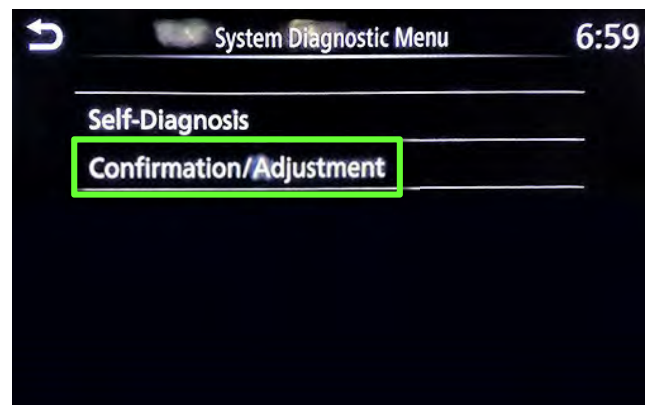 System Diagnostic Menu 6:59
Self-Diagnosis
Confirmation/Adjustment